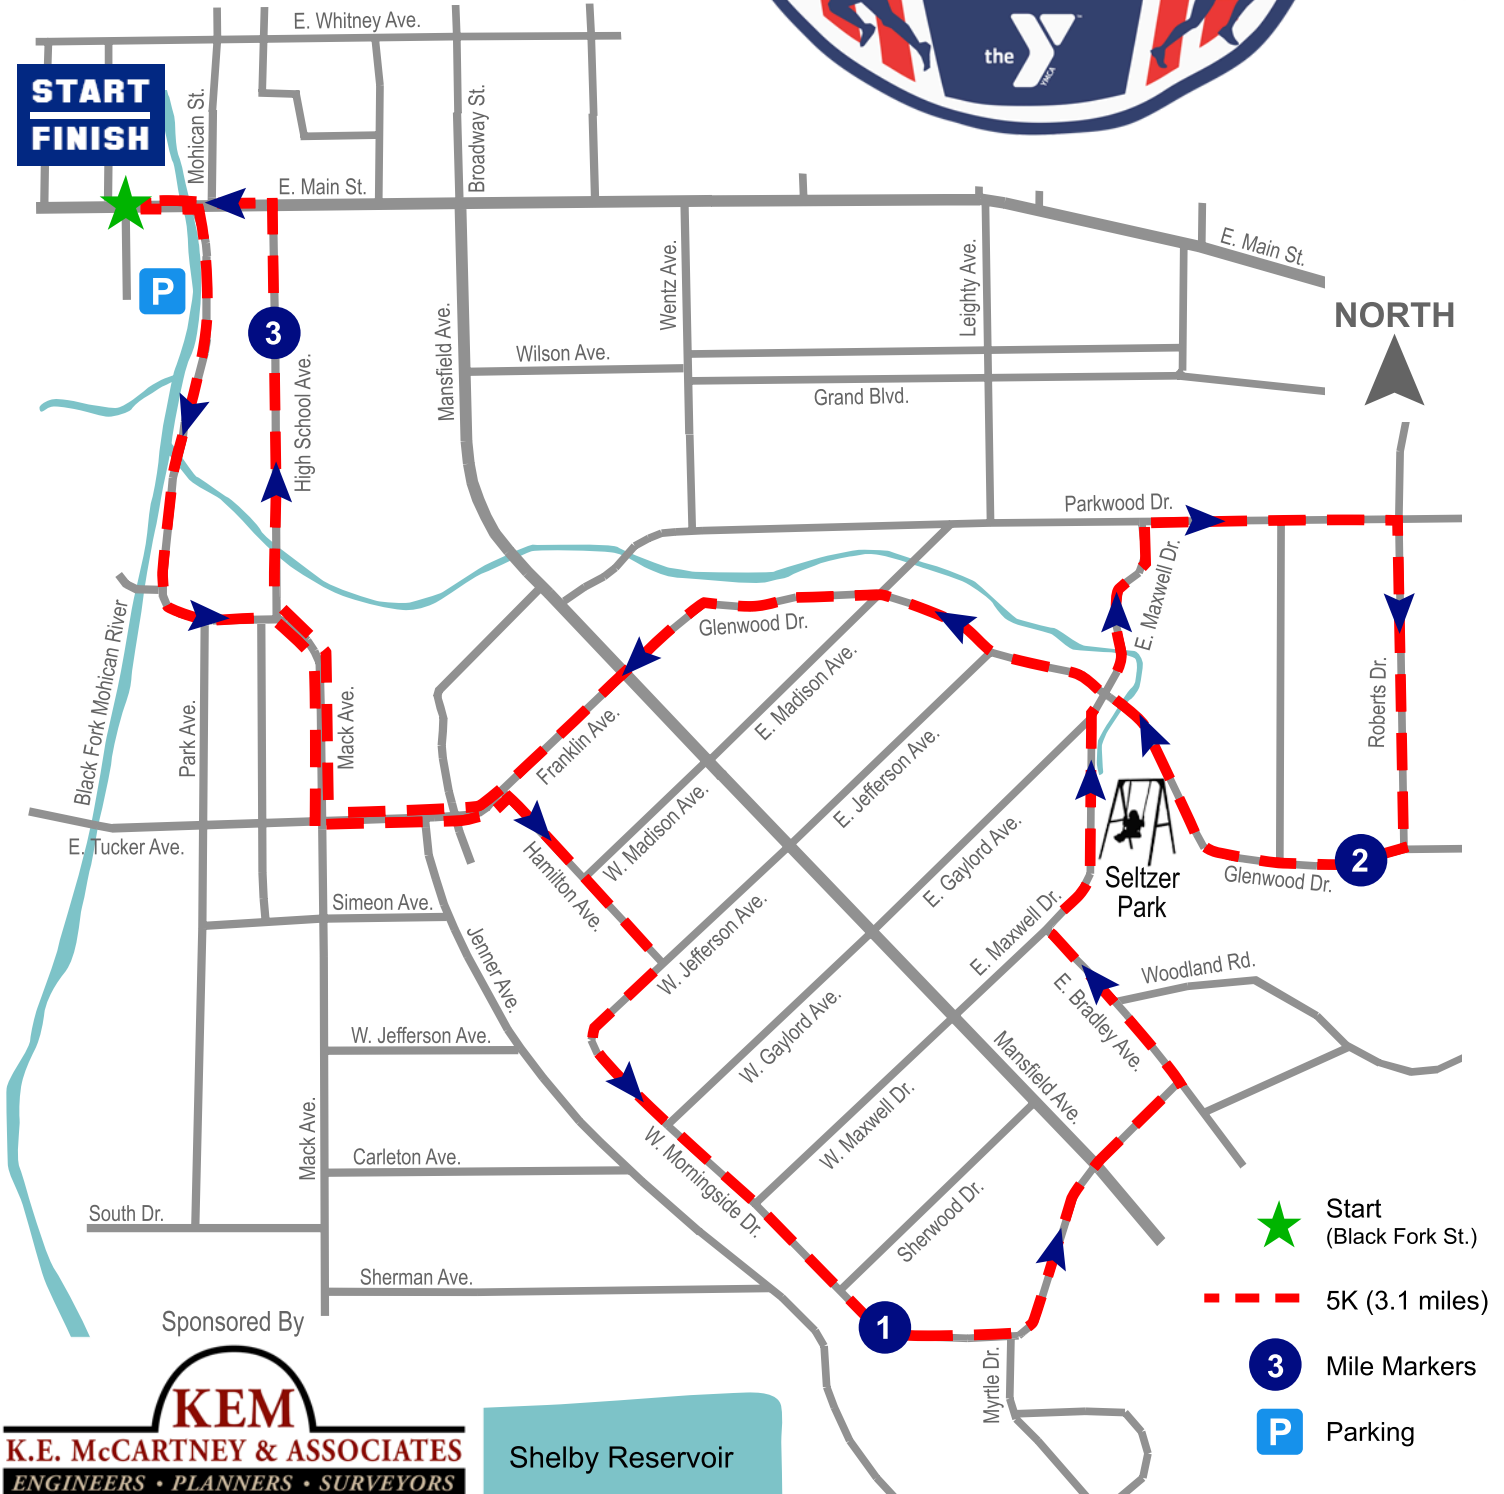 the
YMCA
E. Whitney Ave.
START
FINISH
Mohican St.
Broadway St.
E. Main St.
E. Main St.
P
3
High School Ave.
Mansfield Ave.
Wentz Ave.
Leighty Ave.
Wilson Ave.
Grand Blvd.
NORTH
Parkwood Dr.
E. Maxwell Dr.
Roberts Dr.
Black Fork Mohican River
Park Ave.
Mack Ave.
Glenwood Dr.
Franklin Ave.
E. Madison Ave.
E. Jefferson Ave.
E. Gaylord Ave.
E. Maxwell Dr.
E. Tucker Ave.
Hamilton Ave.
W. Madison Ave.
W. Jefferson Ave.
W. Gaylord Ave.
W. Maxwell Dr.
Sherwood Dr.
Seltzer
Park
Glenwood Dr.
2
Simeon Ave.
Jenner Ave.
W. Jefferson Ave.
Woodland Rd.
E. Bradley Ave.
Mansfield Ave.
Mack Ave.
Carleton Ave.
W. Morningside Dr.
South Dr.
Sherman Ave.
1
Myrtle Dr.
Start
(Black Fork St.)
5K (3.1 miles)
3
Mile Markers
P
Parking
Sponsored By
KEM
K.E. McCARTNEY & ASSOCIATES
ENGINEERS • PLANNERS • SURVEYORS
Shelby Reservoir